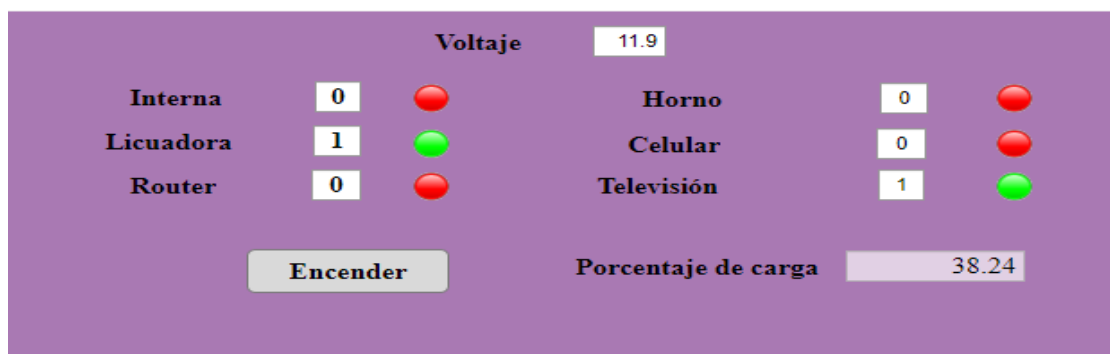 Voltaje 11.9
Interna 0 Horno 0
Licuadora 1 Celular 0
Router 0 Televisión 1
Encender Porcentaje de carga 38.24